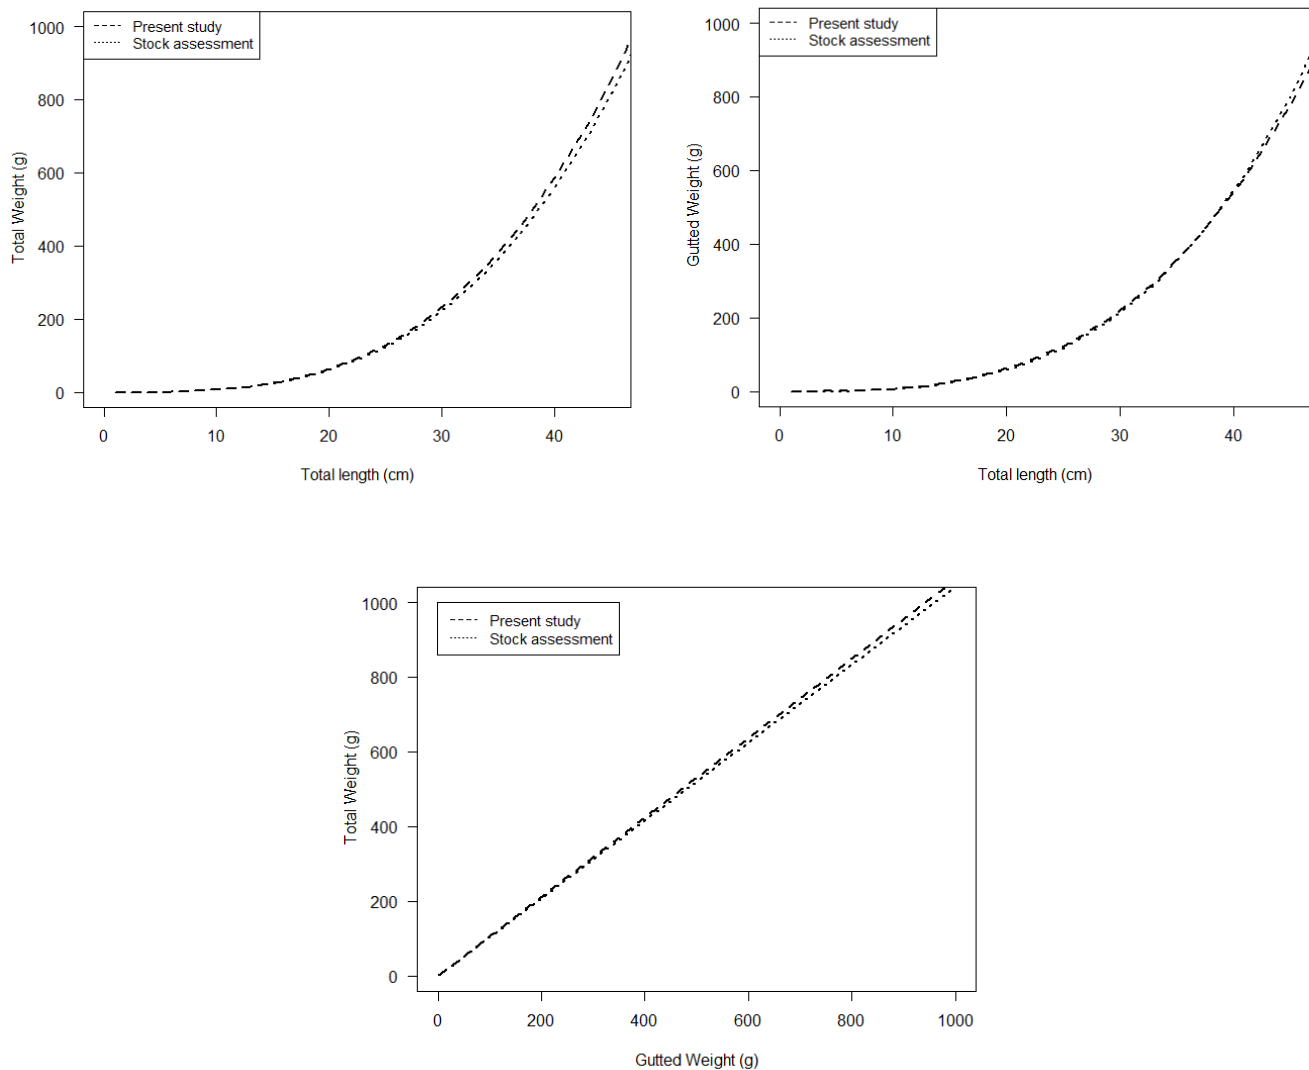 Present study
Stock assessment
1000
800
600
400
200
0
Total Weight (g)
0 10 20 30 40
Total length (cm)
Present study
Stock assessment
1000
800
600
400
200
0
Gutted Weight (g)
0 10 20 30 40
Total length (cm)
Present study
Stock assessment
1000
800
600
400
200
0
Total Weight (g)
0 200 400 600 800 1000
Gutted Weight (g)